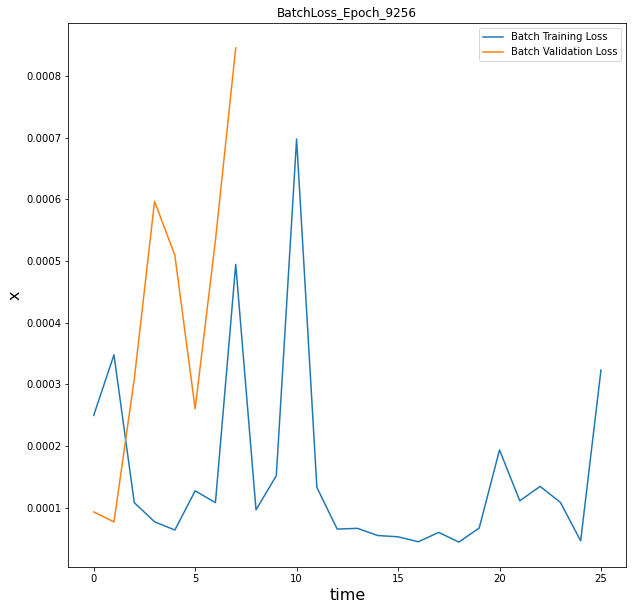 BatchLoss_Epoch_9256
Batch Training Loss
Batch Validation Loss
0.0008
0.0007
0.0006
0.0005
0.0004
0.0003
0.0002
0.0001
x
0 5 10 15 20 25
time